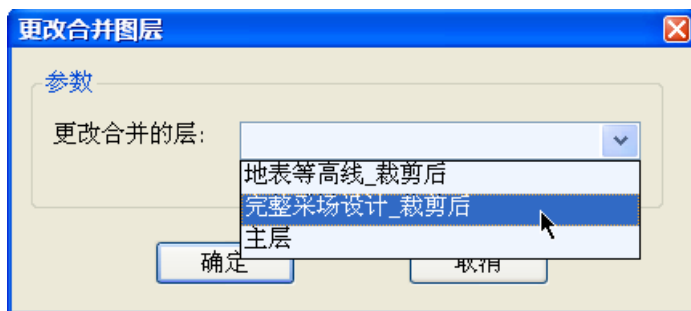 更改合并图层
参数
更改合并的层:
地表等高线_裁剪后
完整采场设计_裁剪后
主层
确定
取消